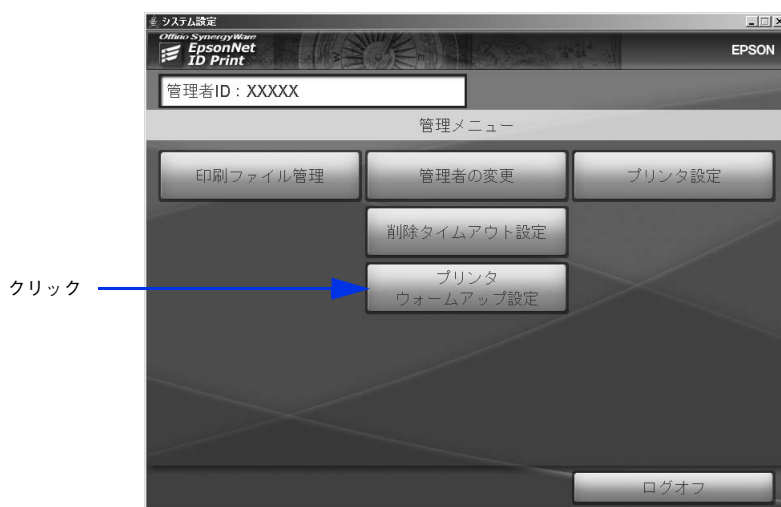 システム設定
Offirio SynergyWare
EpsonNet
ID Print
EPSON
管理者ID：XXXXX
管理メニュー
印刷ファイル管理
管理者の変更
プリンタ設定
削除タイムアウト設定
クリック
プリンタ
ウォームアップ設定
ログオフ